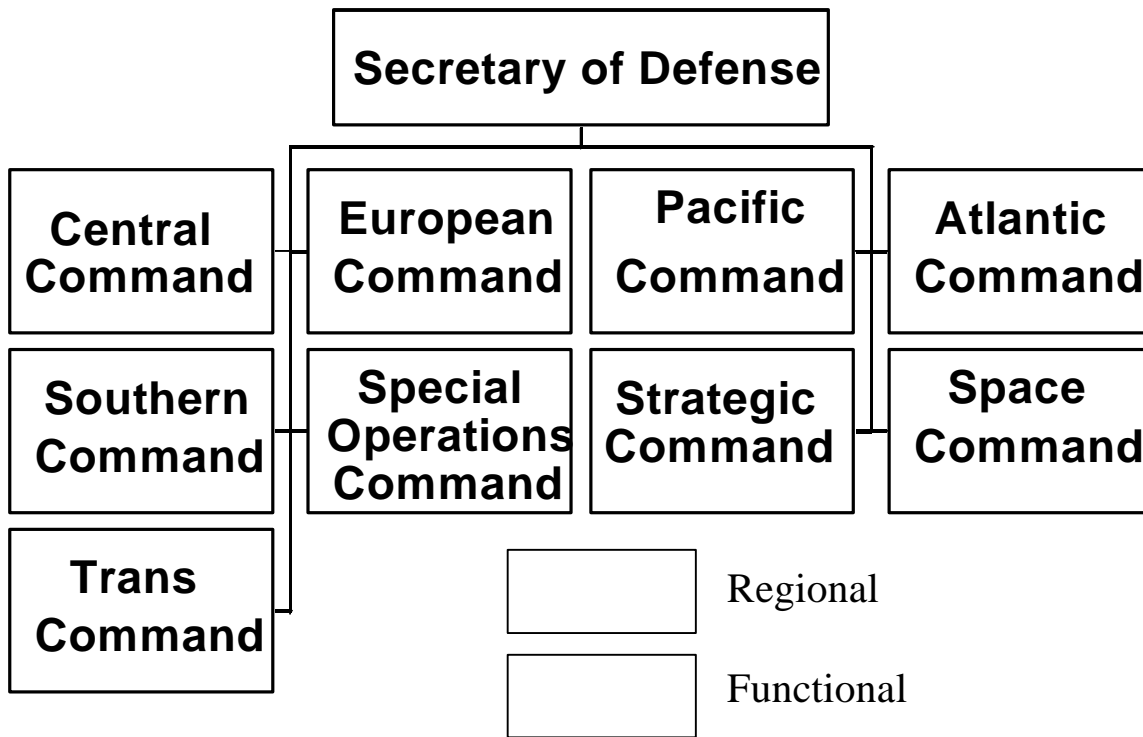 Secretary of Defense
Central
Command
European
Command
Pacific
Command
Atlantic
Command
Southern
Command
Special
Operations
Command
Strategic
Command
Space
Command
Trans
Command
Regional
Functional